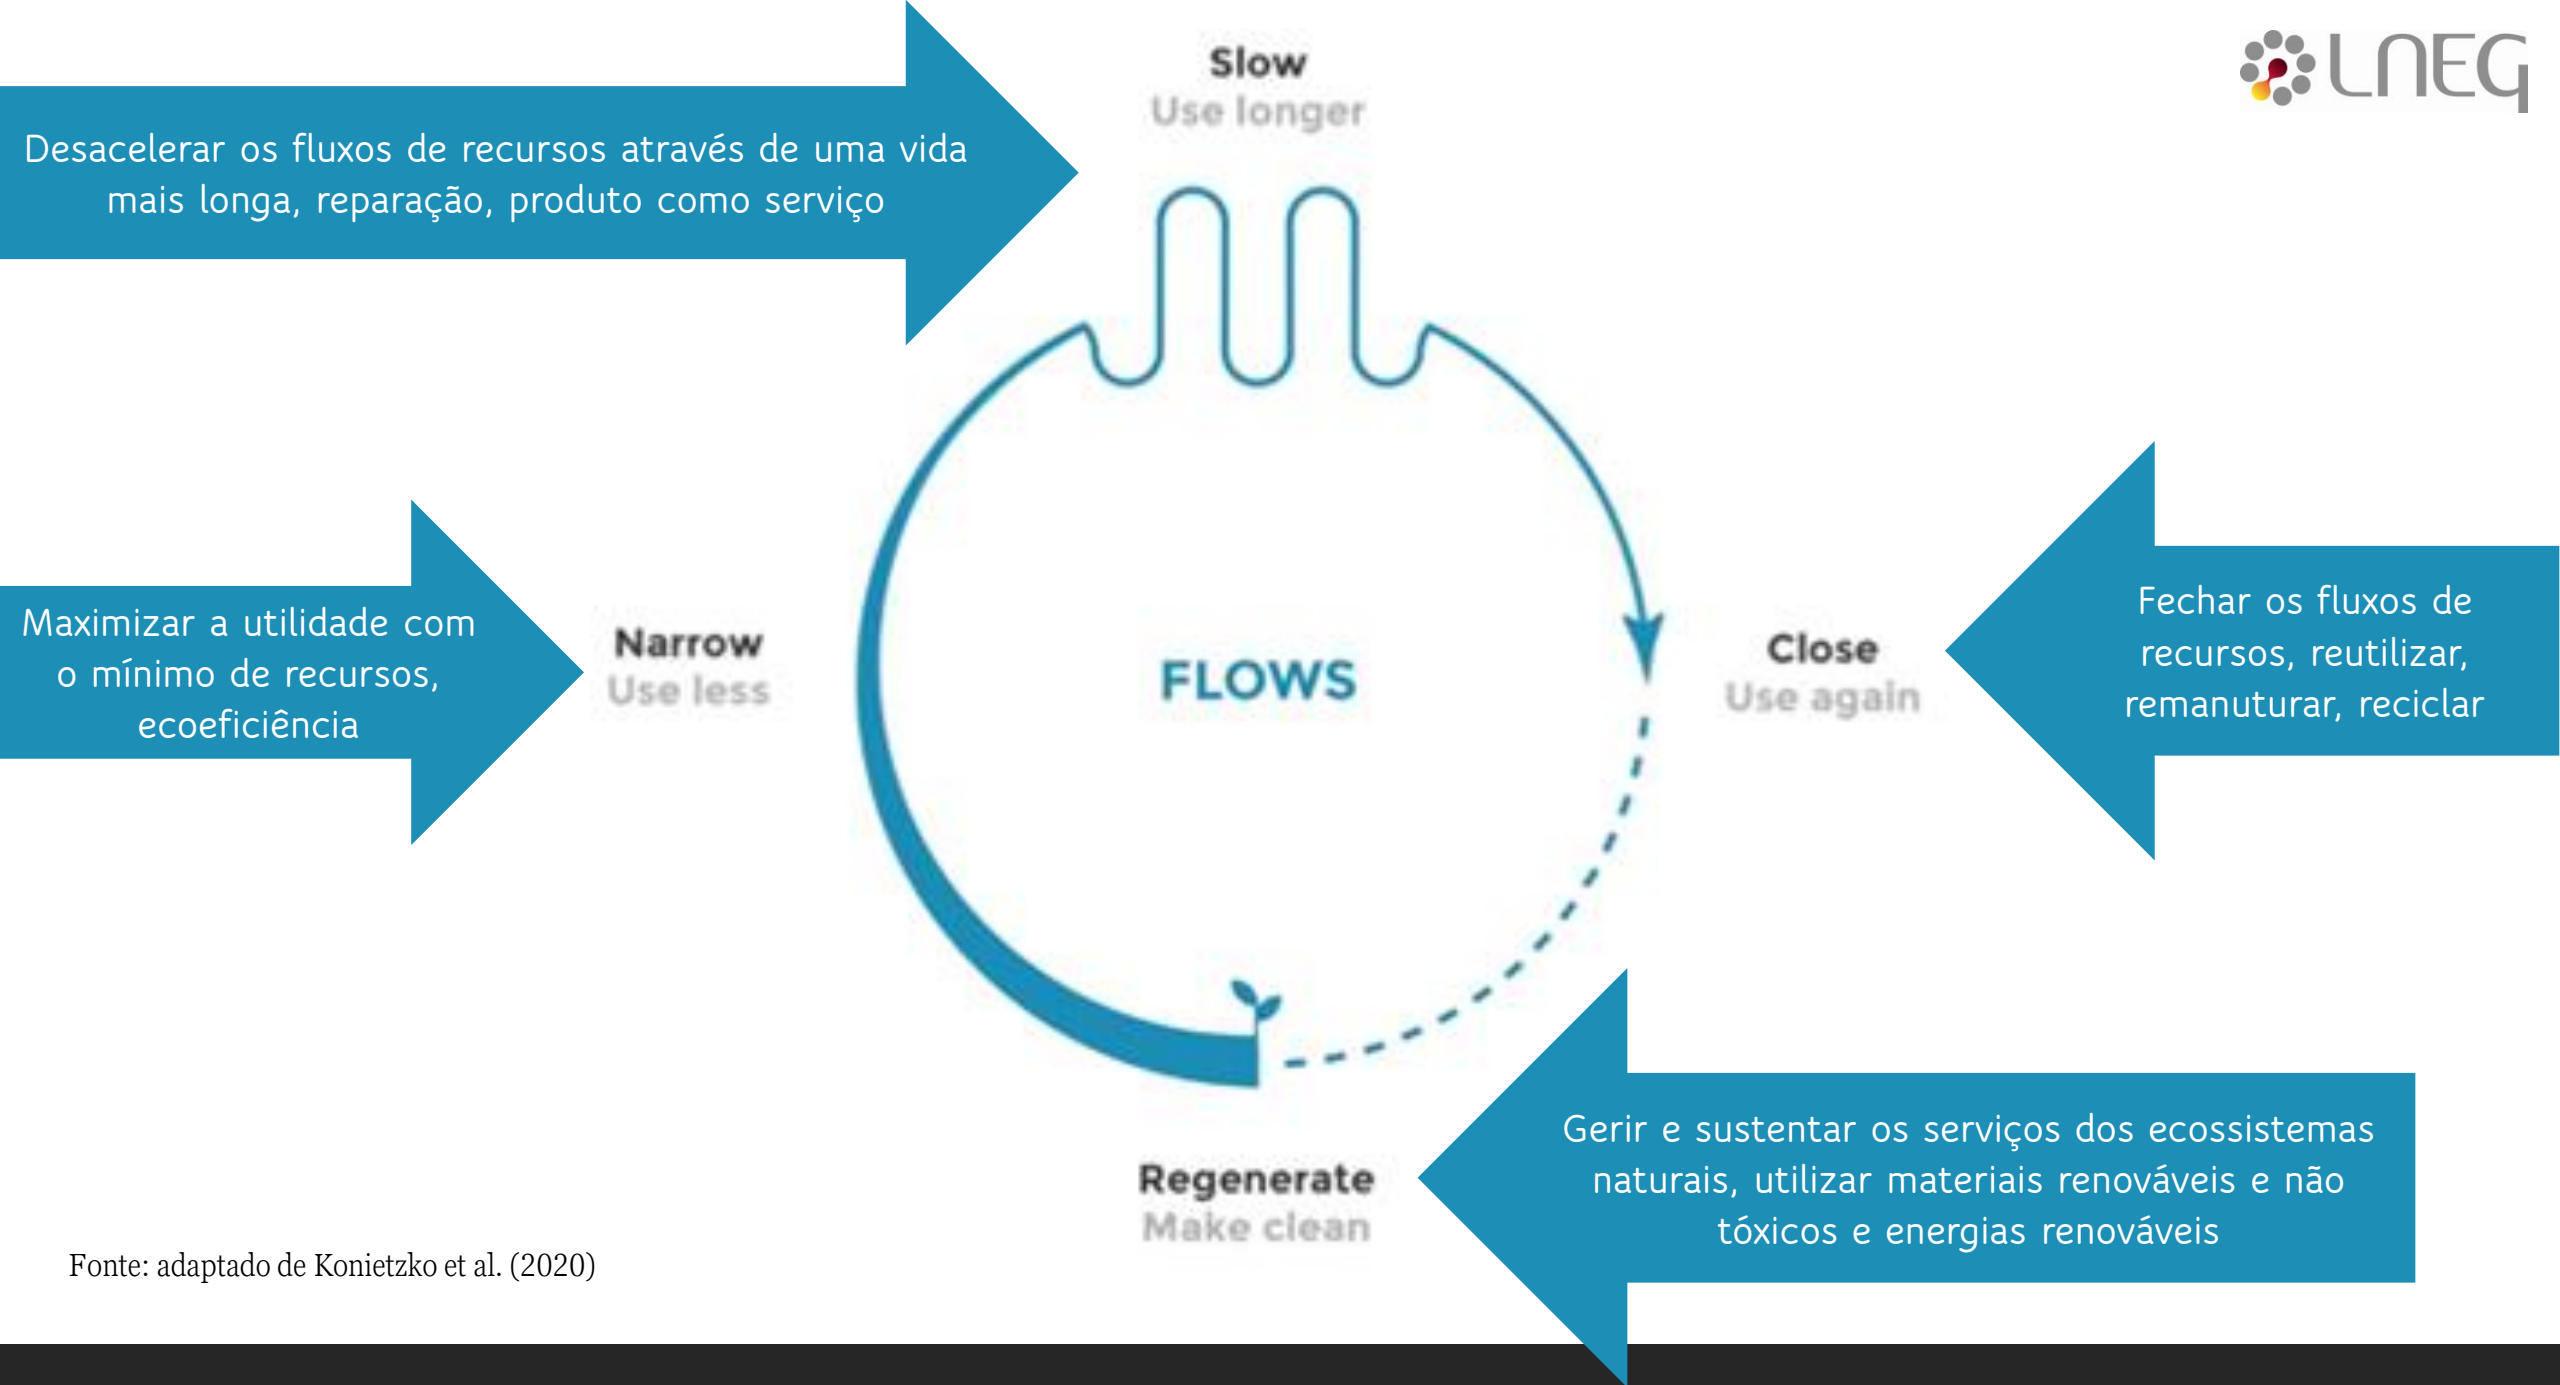 Slow
Use longer
LNEG
Desacelerar os fluxos de recursos através de uma vida
mais longa, reparação, produto como serviço
Maximizar a utilidade com
o mínimo de recursos,
ecoeficiência
Narrow
Use less
FLOWS
Close
Use again
Fechar os fluxos de
recursos, reutilizar,
remanuturar, reciclar
Regenerate
Make clean
Gerir e sustentar os serviços dos ecossistemas
naturais, utilizar materiais renováveis e não
tóxicos e energias renováveis
Fonte: adaptado de Konietzko et al. (2020)